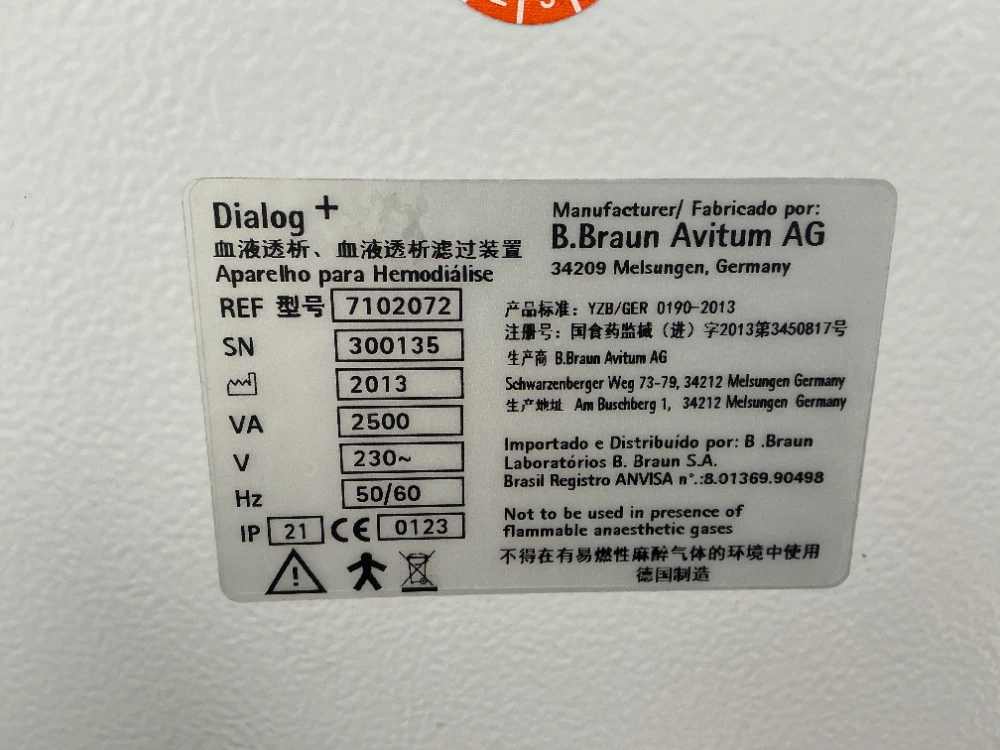 Dialog +
血液透析、血液透析滤过装置
Aparelho para Hemodiálise
REF 型号 7102072
SN 300135
2013
VA 2500
V 230~
Hz 50/60
IP 21 CE 0123
Manufacturer/ Fabricado por:
B.Braun Avitum AG
34209 Melsungen, Germany
产品标准：YZB/GER 0190-2013
注册号：国食药监械（进）字2013第3450817号
生产商 B.Braun Avitum AG
Schwarzenberger Weg 73-79, 34212 Melsungen Germany
生产地址 Am Buschberg 1, 34212 Melsungen Germany
Importado e Distribuído por: B .Braun
Laboratórios B. Braun S.A.
Brasil Registro ANVISA n°.:8.01369.90498
Not to be used in presence of
flammable anaesthetic gases
不得在有易燃性麻醉气体的环境中使用
德国制造